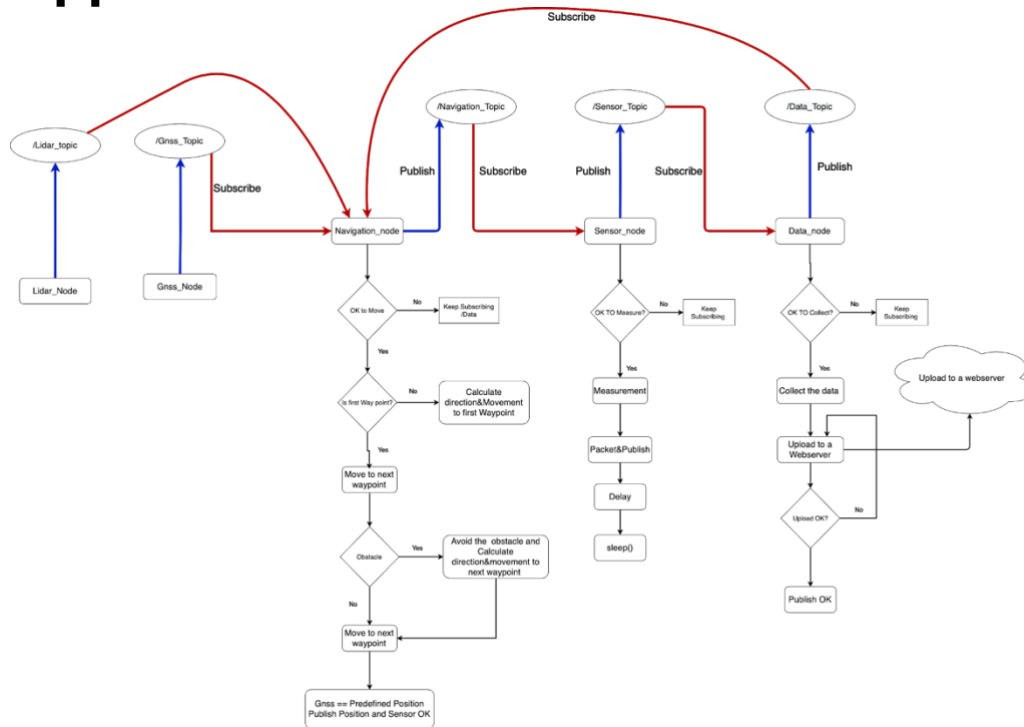 Subscribe
/Navigation_Topic
/Sensor_Topic
/Data_Topic
/Lidar_topic
/Gnss_Topic
Subscribe
Publish
Subscribe
Publish
Subscribe
Publish
Navigation_node
Sensor_node
Data_node
Lidar_Node
Gnss_Node
OK to Move
No
Keep Subscribing
/Data
Yes
Is first Way point?
No
Calculate
direction&Movement
to first Waypoint
Yes
Move to next
waypoint
Obstacle
Yes
Avoid the obstacle and
Calculate
direction&movement to
next waypoint
No
Move to next
waypoint
Gnss == Predefined Position
Publish Position and Sensor OK
OK TO Measure?
No
Keep
Subscribing
Yes
Measurement
Packet&Publish
Delay
sleep()
OK TO Collect?
No
Keep
Subscribing
Yes
Collect the data
Upload to a
Webserver
Upload to a webserver
Upload OK?
No
Publish OK